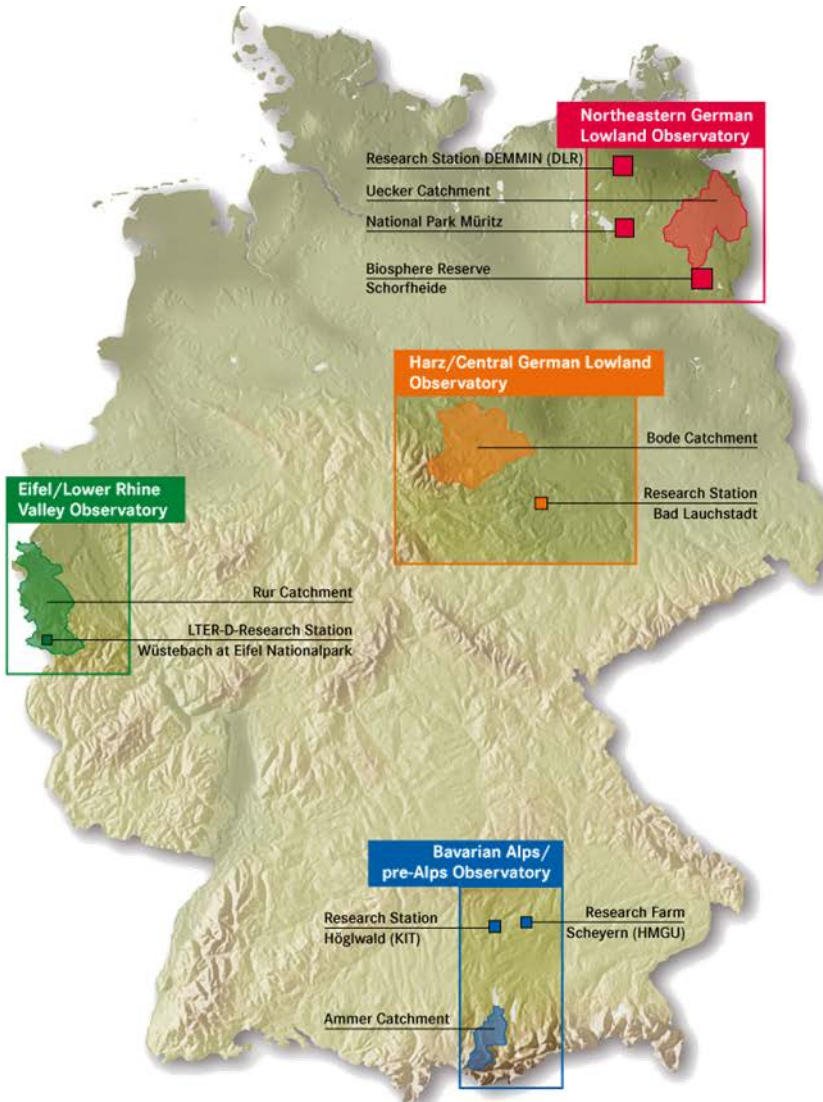 Northeastern German
Lowland Observatory
Research Station DEMMIN (DLR)
Uecker Catchment
National Park Müritz
Biosphere Reserve
Schorfheide
Harz/Central German Lowland
Observatory
Bode Catchment
Research Station
Bad Lauchstadt
Eifel/Lower Rhine
Valley Observatory
Rur Catchment
LTER-D-Research Station
Wüstebach at Eifel Nationalpark
Bavarian Alps/
pre-Alps Observatory
Research Station
Höglwald (KIT)
Research Farm
Scheyern (HMGU)
Ammer Catchment